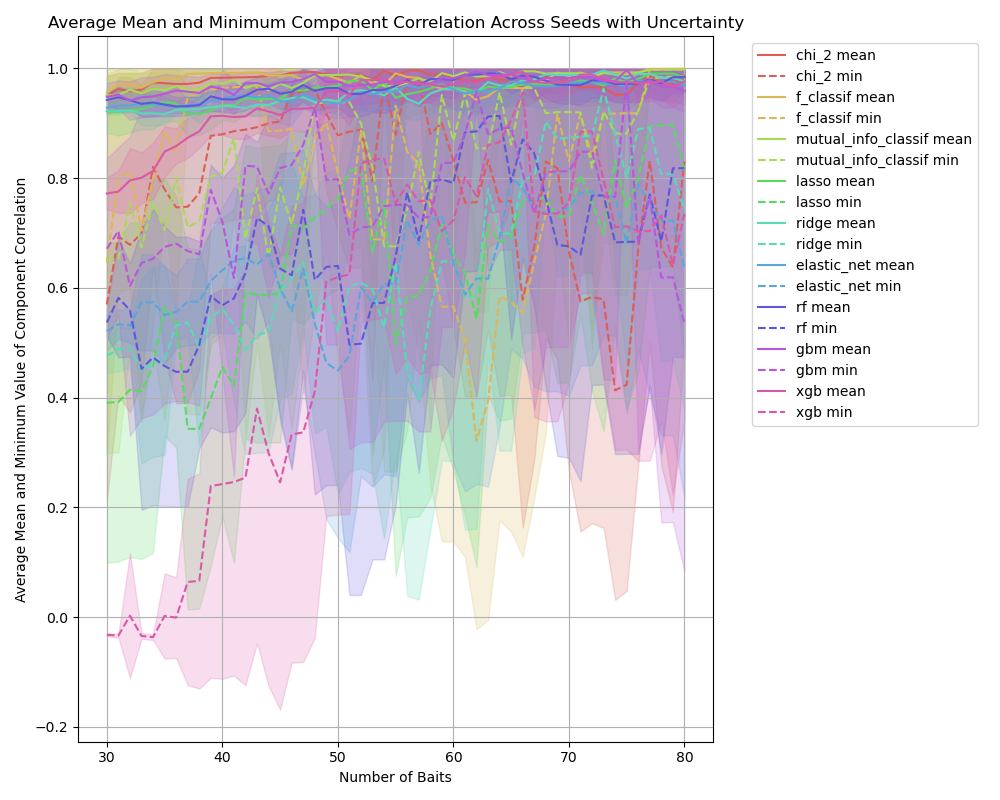 Average Mean and Minimum Component Correlation Across Seeds with Uncertainty
Average Mean and Minimum Value of Component Correlation
1.0
0.8
0.6
0.4
0.2
0.0
−0.2
30
40
50
60
70
80
Number of Baits
chi_2 mean
chi_2 min
f_classif mean
f_classif min
mutual_info_classif mean
mutual_info_classif min
lasso mean
lasso min
ridge mean
ridge min
elastic_net mean
elastic_net min
rf mean
rf min
gbm mean
gbm min
xgb mean
xgb min